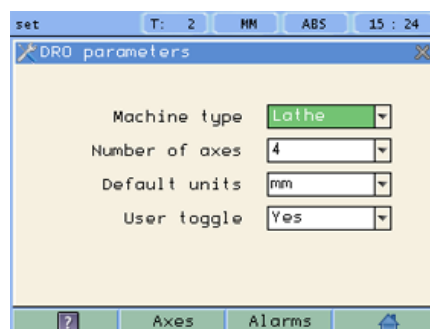 set T: 2 MM ABS 15 : 24
DRO parameters
Machine type Lathe
Number of axes 4
Default units mm
User toggle Yes
? Axes Alarms